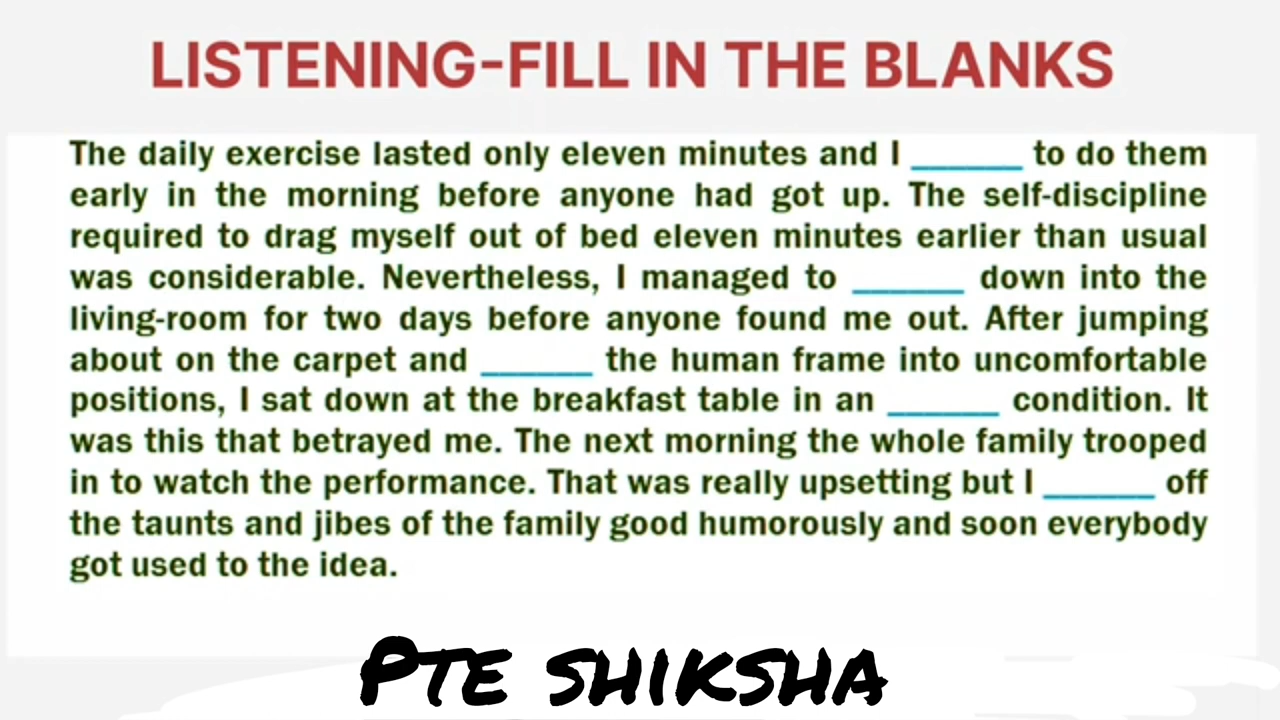 LISTENING-FILL IN THE BLANKS
The daily exercise lasted only eleven minutes and I ______ to do them
early in the morning before anyone had got up. The self-discipline
required to drag myself out of bed eleven minutes earlier than usual
was considerable. Nevertheless, I managed to ______ down into the
living-room for two days before anyone found me out. After jumping
about on the carpet and ______ the human frame into uncomfortable
positions, I sat down at the breakfast table in an ______ condition. It
was this that betrayed me. The next morning the whole family trooped
in to watch the performance. That was really upsetting but I ______ off
the taunts and jibes of the family good humorously and soon everybody
got used to the idea.
PTE SHIKSHA